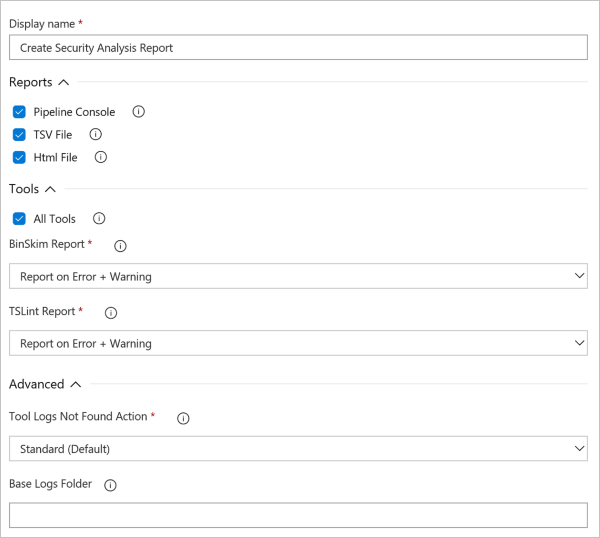 Display name *
Create Security Analysis Report
Reports
Pipeline Console
TSV File
Html File
Tools
All Tools
BinSkim Report *
Report on Error + Warning
TSLint Report *
Report on Error + Warning
Advanced
Tool Logs Not Found Action *
Standard (Default)
Base Logs Folder